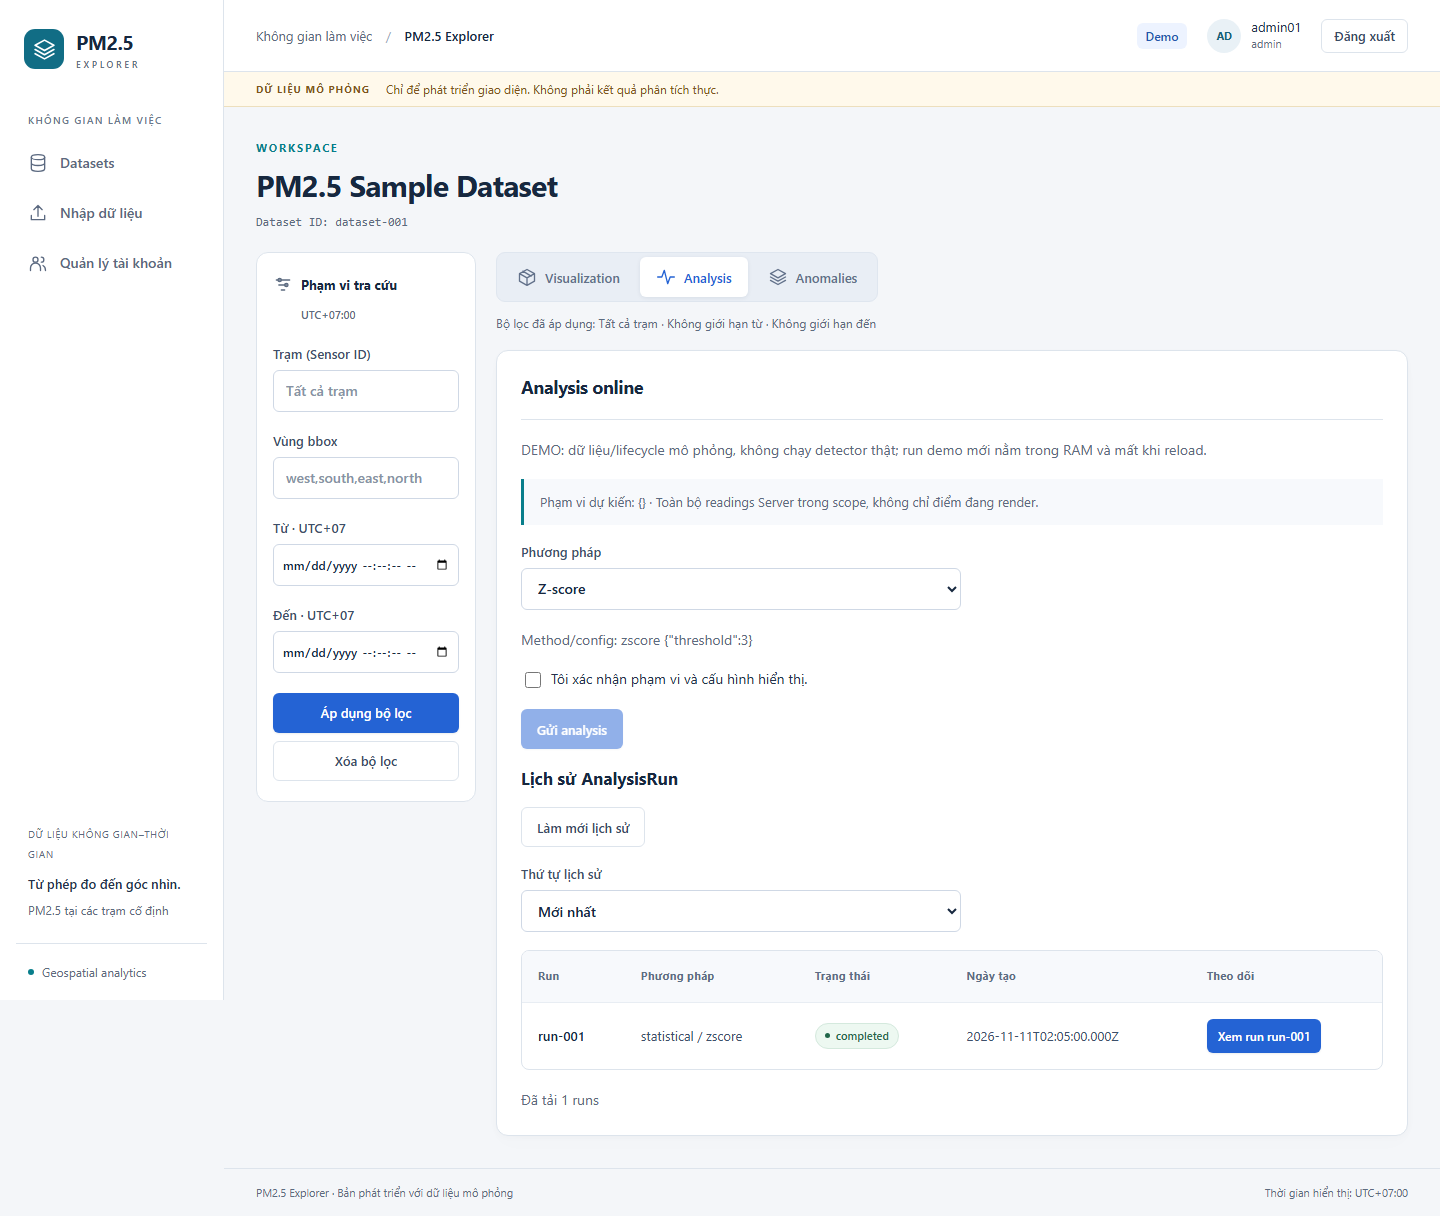 PM2.5
EXPLORER
KHÔNG GIAN LÀM VIỆC
Datasets
Nhập dữ liệu
Quản lý tài khoản
DỮ LIỆU KHÔNG GIAN–THỜI
GIAN
Từ phép đo đến góc nhìn.
PM2.5 tại các trạm cố định
Geospatial analytics
Không gian làm việc / PM2.5 Explorer
Demo
AD
admin01
admin
Đăng xuất
DỮ LIỆU MÔ PHỎNG Chỉ để phát triển giao diện. Không phải kết quả phân tích thực.
WORKSPACE
PM2.5 Sample Dataset
Dataset ID: dataset-001
Phạm vi tra cứu
UTC+07:00
Trạm (Sensor ID)
Tất cả trạm
Vùng bbox
west,south,east,north
Từ · UTC+07
mm/dd/yyyy --:--:-- --
Đến · UTC+07
mm/dd/yyyy --:--:-- --
Áp dụng bộ lọc
Xóa bộ lọc
Visualization
Analysis
Anomalies
Bộ lọc đã áp dụng: Tất cả trạm · Không giới hạn từ · Không giới hạn đến
Analysis online
DEMO: dữ liệu/lifecycle mô phỏng, không chạy detector thật; run demo mới nằm trong RAM và mất khi reload.
Phạm vi dự kiến: {} · Toàn bộ readings Server trong scope, không chỉ điểm đang render.
Phương pháp
Z-score
Method/config: zscore {"threshold":3}
Tôi xác nhận phạm vi và cấu hình hiển thị.
Gửi analysis
Lịch sử AnalysisRun
Làm mới lịch sử
Thứ tự lịch sử
Mới nhất
Run Phương pháp Trạng thái Ngày tạo Theo dõi
run-001 statistical / zscore completed 2026-11-11T02:05:00.000Z Xem run run-001
Đã tải 1 runs
PM2.5 Explorer · Bản phát triển với dữ liệu mô phỏng
Thời gian hiển thị: UTC+07:00